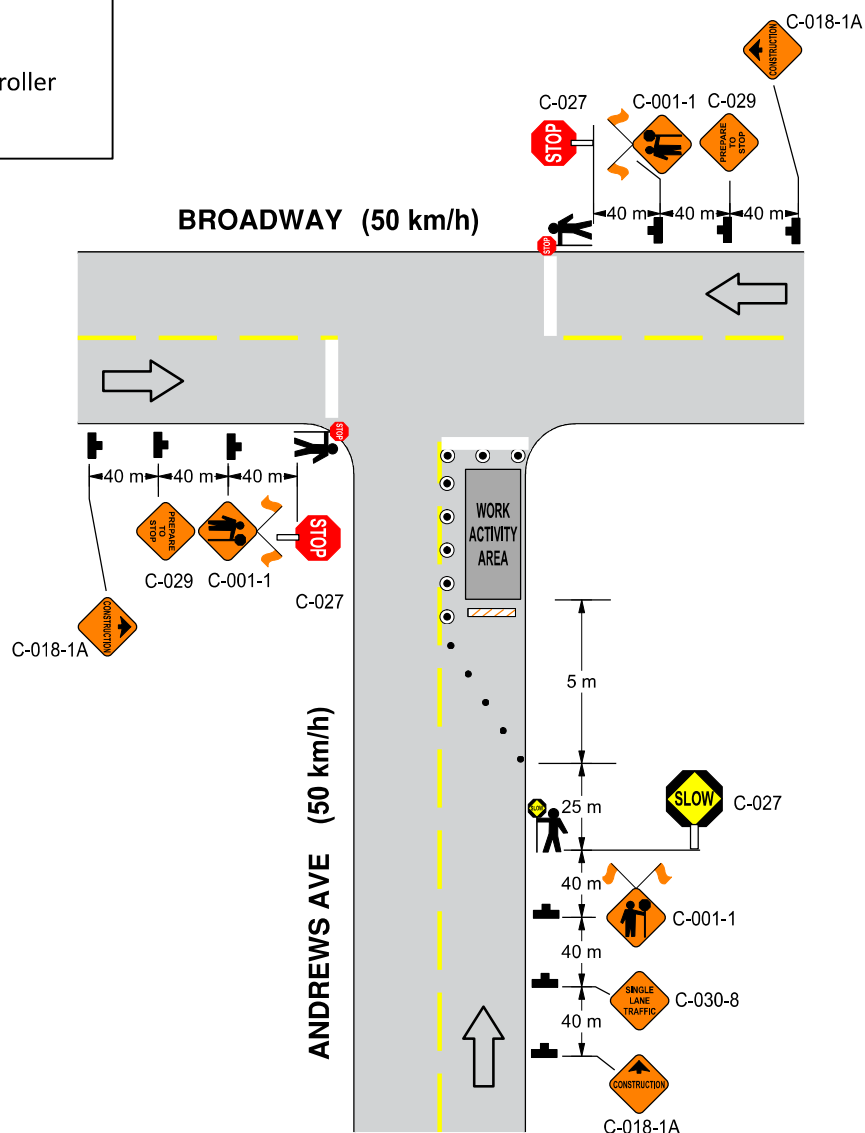 roller
C-018-1A
CONSTRUCTION
C-027
C-001-1
C-029
STOP
PREPARE
TO
STOP
BROADWAY (50 km/h)
40 m
40 m
40 m
STOP
STOP
40 m
40 m
40 m
PREPARE
TO
STOP
STOP
C-029
C-001-1
C-027
CONSTRUCTION
C-018-1A
WORK
ACTIVITY
AREA
5 m
ANDREWS AVE (50 km/h)
SLOW
25 m
SLOW
C-027
40 m
C-001-1
40 m
SINGLE
LANE
TRAFFIC
C-030-8
40 m
CONSTRUCTION
C-018-1A